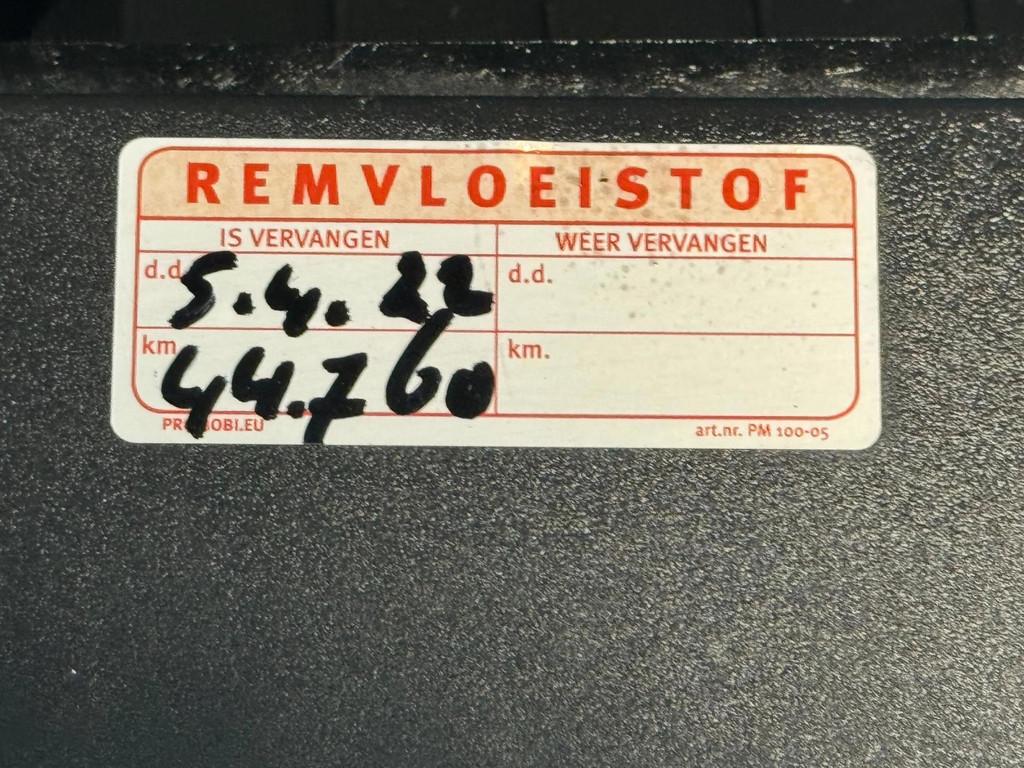 REMVLOEISTOF
IS VERVANGEN WEER VERVANGEN
d.d. 5.4.22 d.d.
km 44.760 km.
art.nr. PM 100-05